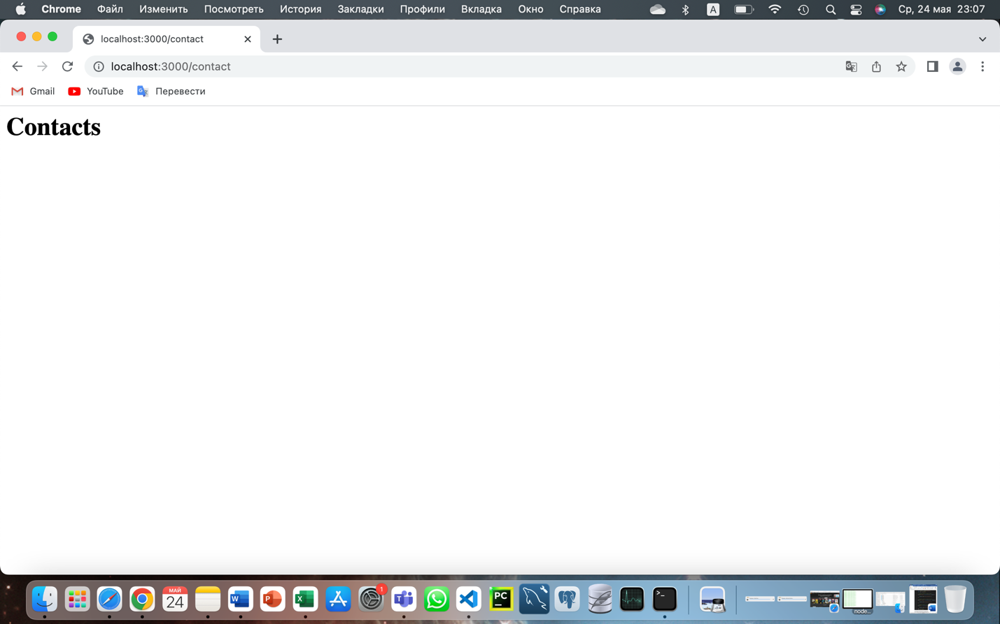 Chrome Файл Изменить Посмотреть История Закладки Профили Вкладка Окно Справка A Ср, 24 мая 23:07
localhost:3000/contact
localhost:3000/contact
Gmail YouTube Перевести
Contacts
МАЙ
24
W
P
X
1
T
PC
>_
node...